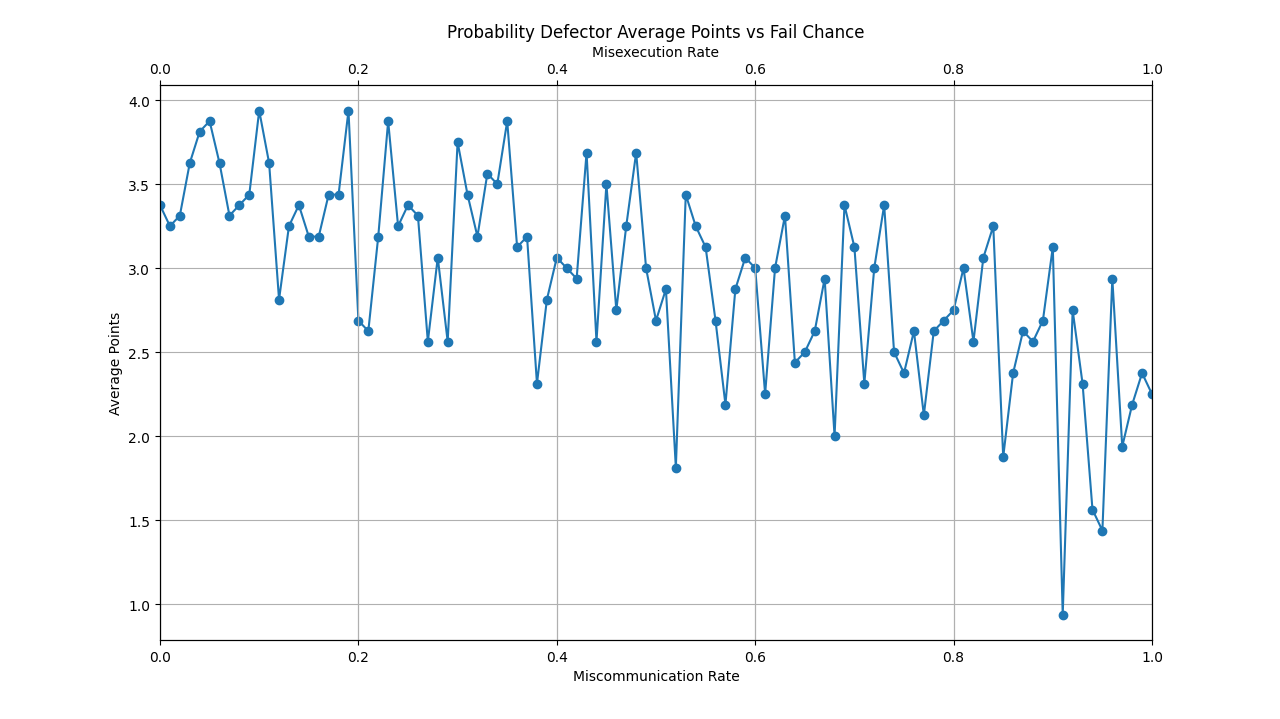 Probability Defector Average Points vs Fail Chance
Misexecution Rate
0.0 0.2 0.4 0.6 0.8 1.0
4.0
3.5
3.0
2.5
2.0
1.5
1.0
Average Points
0.0 0.2 0.4 0.6 0.8 1.0
Miscommunication Rate